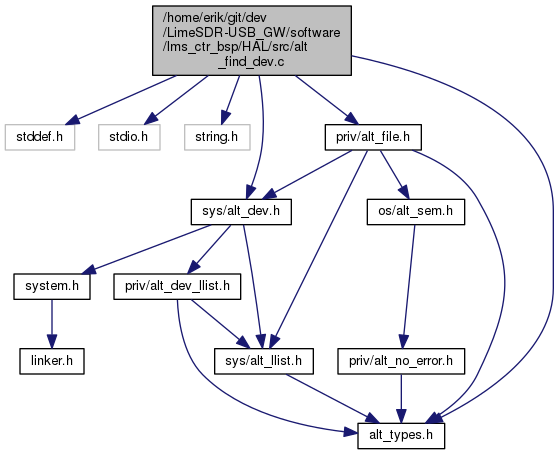 /home/erik/git/dev
/LimeSDR-USB_GW/software
/lms_ctr_bsp/HAL/src/alt
_find_dev.c
stddef.h
stdio.h
string.h
priv/alt_file.h
sys/alt_dev.h
os/alt_sem.h
system.h
priv/alt_dev_llist.h
linker.h
sys/alt_llist.h
priv/alt_no_error.h
alt_types.h